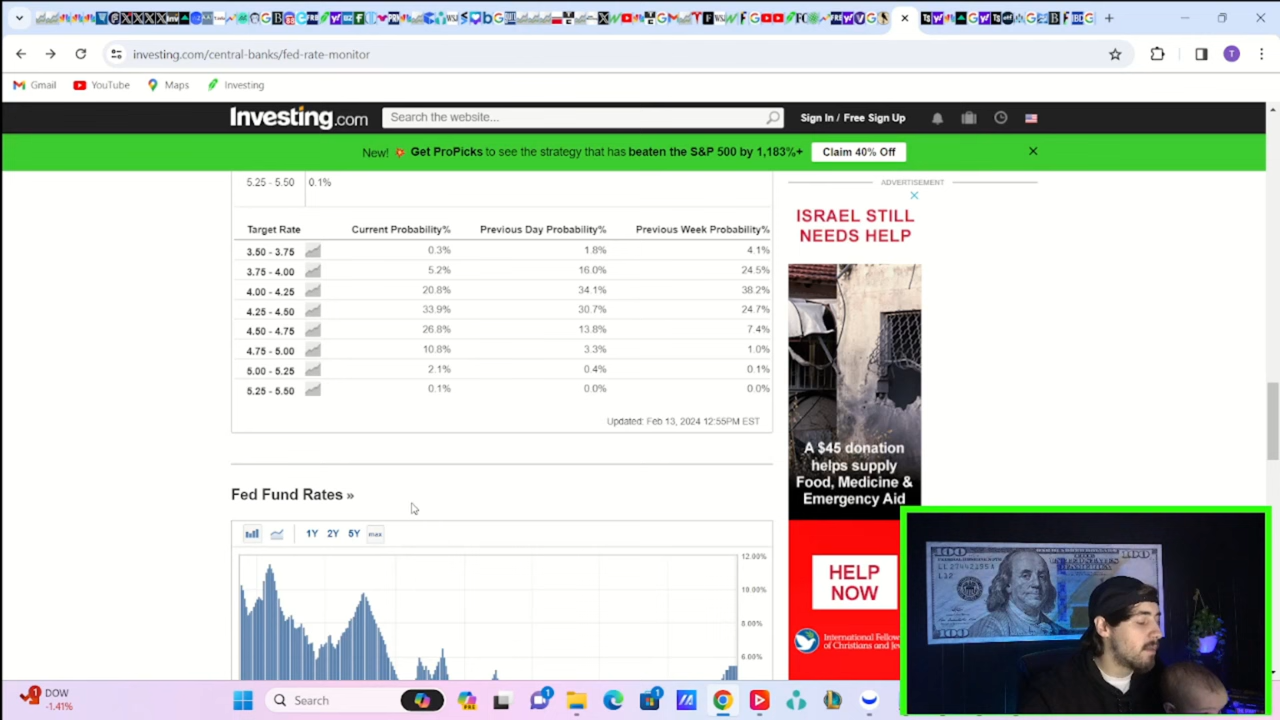 investing.com/central-banks/fed-rate-monitor
Gmail
YouTube
Maps
Investing
Investing.com
Search the website...
Sign In / Free Sign Up
New! Get ProPicks to see the strategy that has beaten the S&P 500 by 1,183%+
Claim 40% Off
5.25 - 5.50 0.1%
ADVERTISEMENT
Target Rate Current Probability% Previous Day Probability% Previous Week Probability%
3.50 - 3.75 0.3% 1.8% 4.1%
3.75 - 4.00 5.2% 16.0% 24.5%
4.00 - 4.25 20.8% 34.1% 38.2%
4.25 - 4.50 33.9% 30.7% 24.7%
4.50 - 4.75 26.8% 13.8% 7.4%
4.75 - 5.00 10.8% 3.3% 1.0%
5.00 - 5.25 2.1% 0.4% 0.1%
5.25 - 5.50 0.1% 0.0% 0.0%
Updated: Feb 13, 2024 12:55PM EST
ISRAEL STILL
NEEDS HELP
A $45 donation
helps supply
Food, Medicine &
Emergency Aid
HELP
NOW
International Fellow
of Christians and Je
Fed Fund Rates »
1Y 2Y 5Y max
12.00%
10.00%
8.00%
6.00%
100
100
DOW
-1.41%
Search